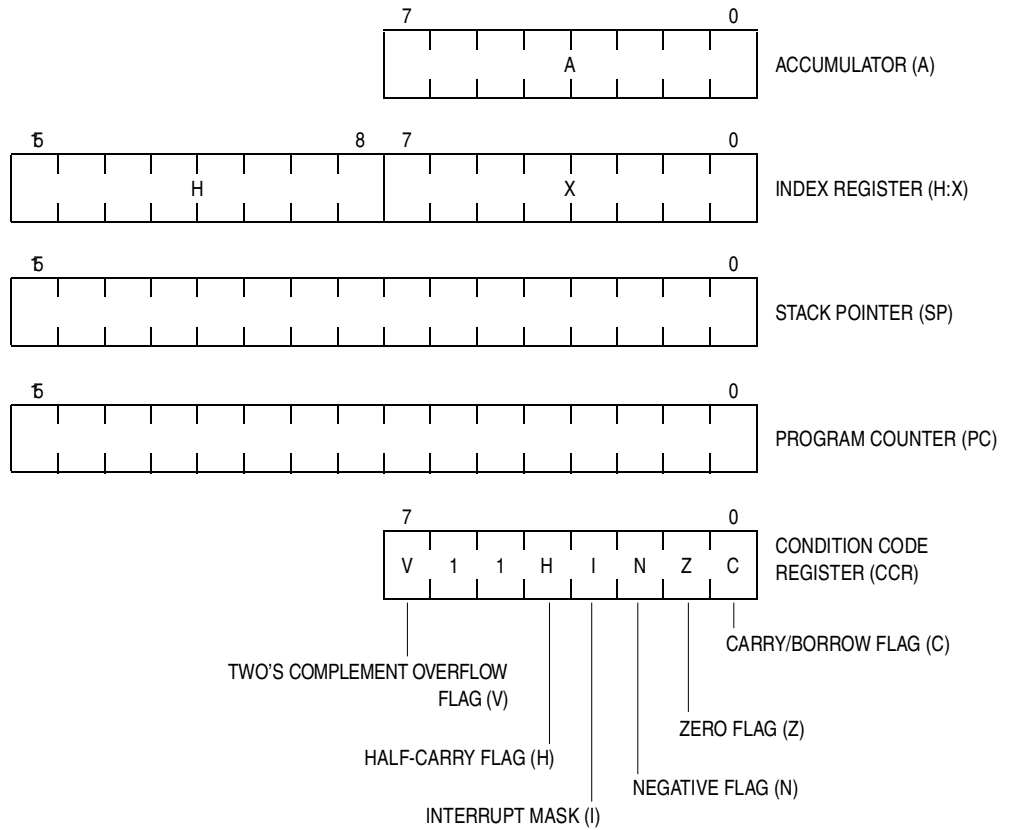 7 0
A
ACCUMULATOR (A)
15 8 7 0
H X
INDEX REGISTER (H:X)
15 0
STACK POINTER (SP)
15 0
PROGRAM COUNTER (PC)
7 0
V 1 1 H I N Z C
CONDITION CODE
REGISTER (CCR)
CARRY/BORROW FLAG (C)
TWO'S COMPLEMENT OVERFLOW
FLAG (V)
ZERO FLAG (Z)
HALF-CARRY FLAG (H)
NEGATIVE FLAG (N)
INTERRUPT MASK (I)